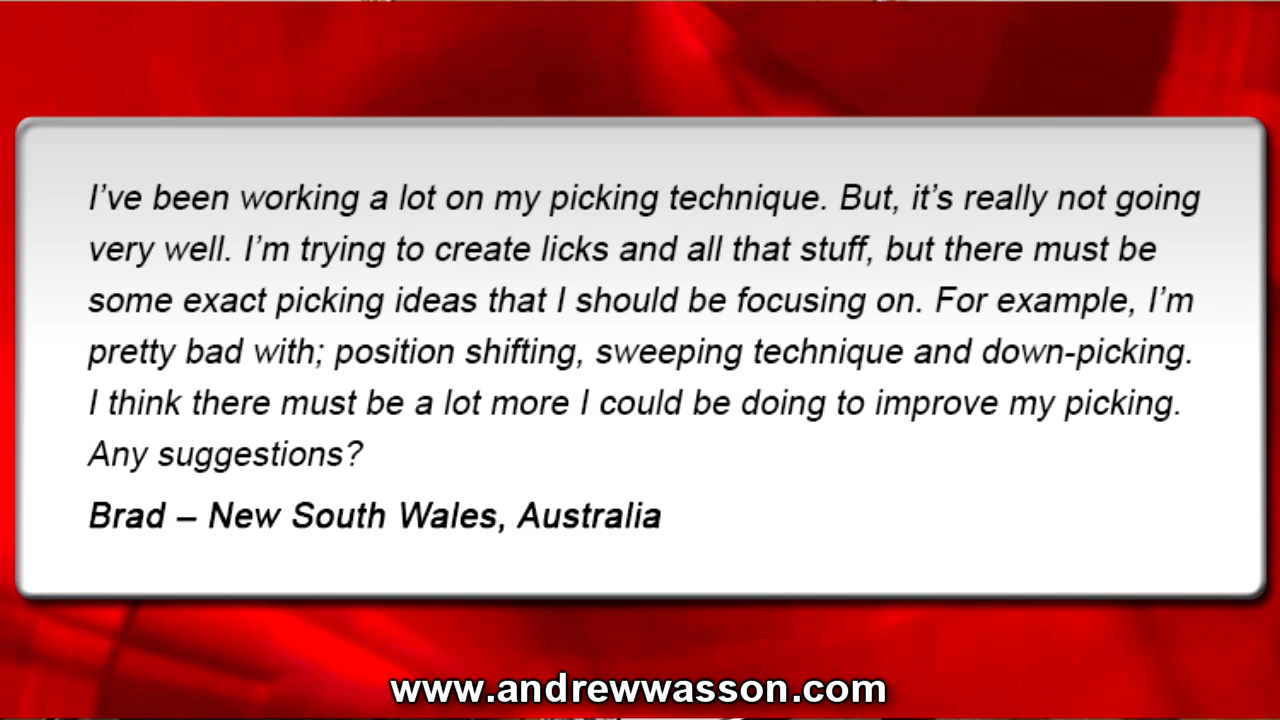 I’ve been working a lot on my picking technique. But, it’s really not going
very well. I’m trying to create licks and all that stuff, but there must be
some exact picking ideas that I should be focusing on. For example, I’m
pretty bad with; position shifting, sweeping technique and down-picking.
I think there must be a lot more I could be doing to improve my picking.
Any suggestions?
Brad – New South Wales, Australia
www.andrewwasson.com